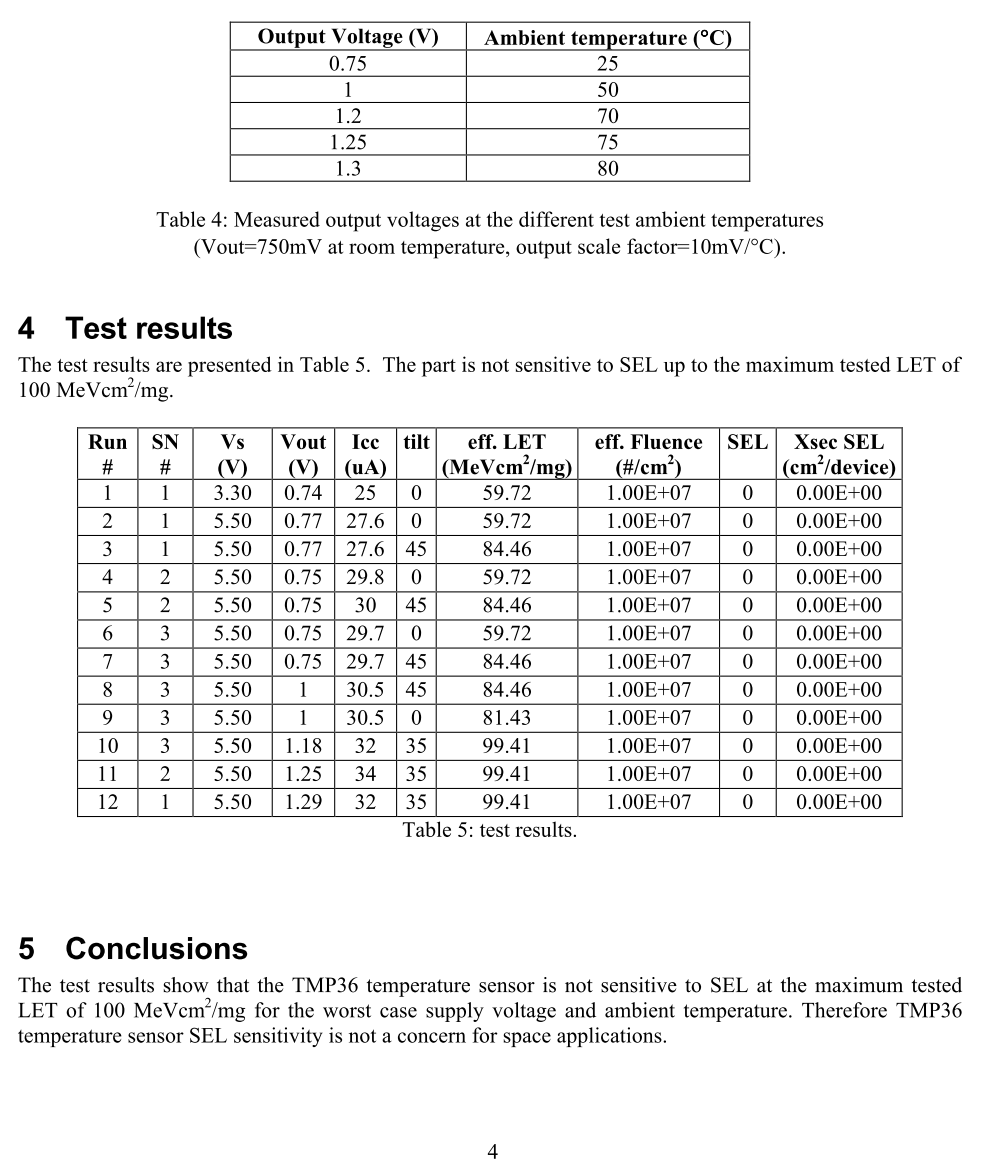 Output Voltage (V) Ambient temperature (°C)
0.75 25
1 50
1.2 70
1.25 75
1.3 80
Table 4: Measured output voltages at the different test ambient temperatures
(Vout=750mV at room temperature, output scale factor=10mV/°C).
4 Test results
The test results are presented in Table 5. The part is not sensitive to SEL up to the maximum tested LET of
100 MeVcm²/mg.
Run SN Vs Vout Icc tilt eff. LET eff. Fluence SEL Xsec SEL
# # (V) (V) (uA) (MeVcm²/mg) (#/cm²) (cm²/device)
1 1 3.30 0.74 25 0 59.72 1.00E+07 0 0.00E+00
2 1 5.50 0.77 27.6 0 59.72 1.00E+07 0 0.00E+00
3 1 5.50 0.77 27.6 45 84.46 1.00E+07 0 0.00E+00
4 2 5.50 0.75 29.8 0 59.72 1.00E+07 0 0.00E+00
5 2 5.50 0.75 30 45 84.46 1.00E+07 0 0.00E+00
6 3 5.50 0.75 29.7 0 59.72 1.00E+07 0 0.00E+00
7 3 5.50 0.75 29.7 45 84.46 1.00E+07 0 0.00E+00
8 3 5.50 1 30.5 45 84.46 1.00E+07 0 0.00E+00
9 3 5.50 1 30.5 0 81.43 1.00E+07 0 0.00E+00
10 3 5.50 1.18 32 35 99.41 1.00E+07 0 0.00E+00
11 2 5.50 1.25 34 35 99.41 1.00E+07 0 0.00E+00
12 1 5.50 1.29 32 35 99.41 1.00E+07 0 0.00E+00
Table 5: test results.
5 Conclusions
The test results show that the TMP36 temperature sensor is not sensitive to SEL at the maximum tested
LET of 100 MeVcm²/mg for the worst case supply voltage and ambient temperature. Therefore TMP36
temperature sensor SEL sensitivity is not a concern for space applications.
4